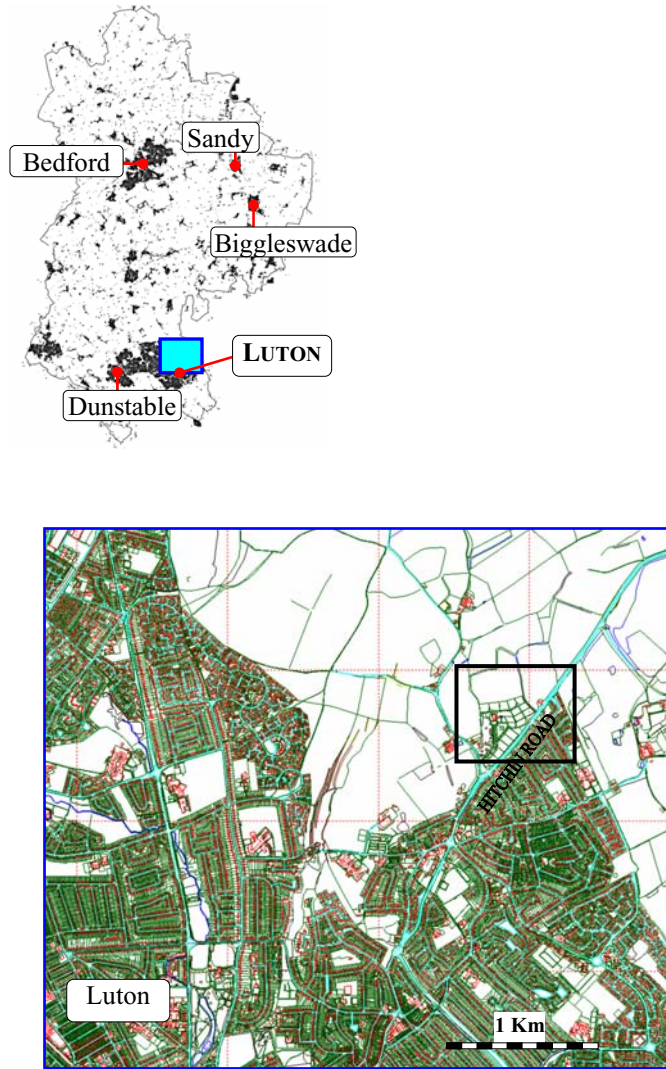 Sandy
Bedford
Biggleswade
LUTON
Dunstable
HITCHIN ROAD
Luton
1 Km